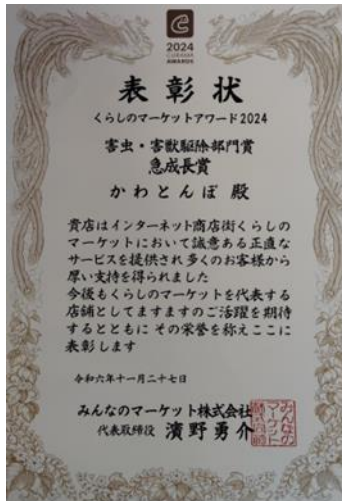 2024
CURAMA
AWARDS
表彰状
くらしのマーケットアワード2024
害虫・害獣駆除部門賞
急成長賞
かわとんぼ 殿
貴店はインターネット商店街くらしの
マーケットにおいて誠意ある正直な
サービスを提供され多くのお客様から
厚い支持を得られました
今後もくらしのマーケットを代表する
店舗としてますますのご活躍を期待
するとともに その栄誉を称えここに
表彰します
令和六年十一月二十七日
みんなのマーケット株式会社
代表取締役 濱野勇介